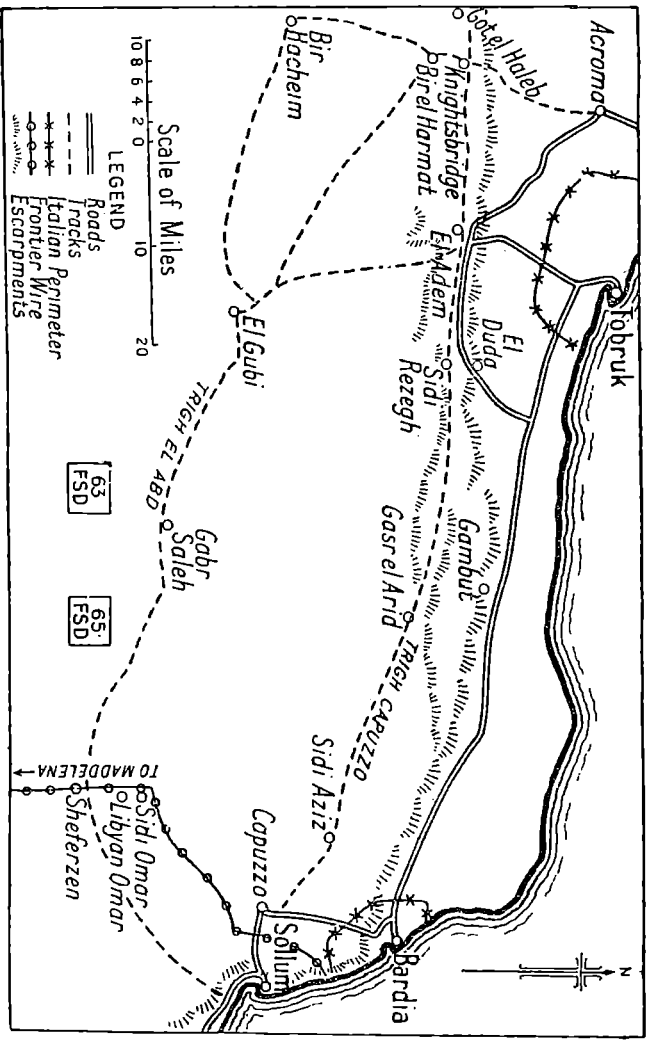 Acroma
Tobruk
N
Gotel Haleb
Knightsbridge
Bir el Harmat
El Adem
El
Duda
Sidi
Rezegh
Gambut
Gasr el Arid
TRIGH CAPUZZO
Bardia
Bir
Hacheim
El Gubi
Sidi Aziz
Capuzzo
Sollum
TRIGH EL ABD
Gabr
Saleh
Sidi Omar
Libyan Omar
Sheferzen
TO MADDELENA
63
FSD
65
FSD
10 8 6 4 2 0 10 20
Scale of Miles
LEGEND
Roads
Tracks
Italian Perimeter
Frontier Wire
Escarpments